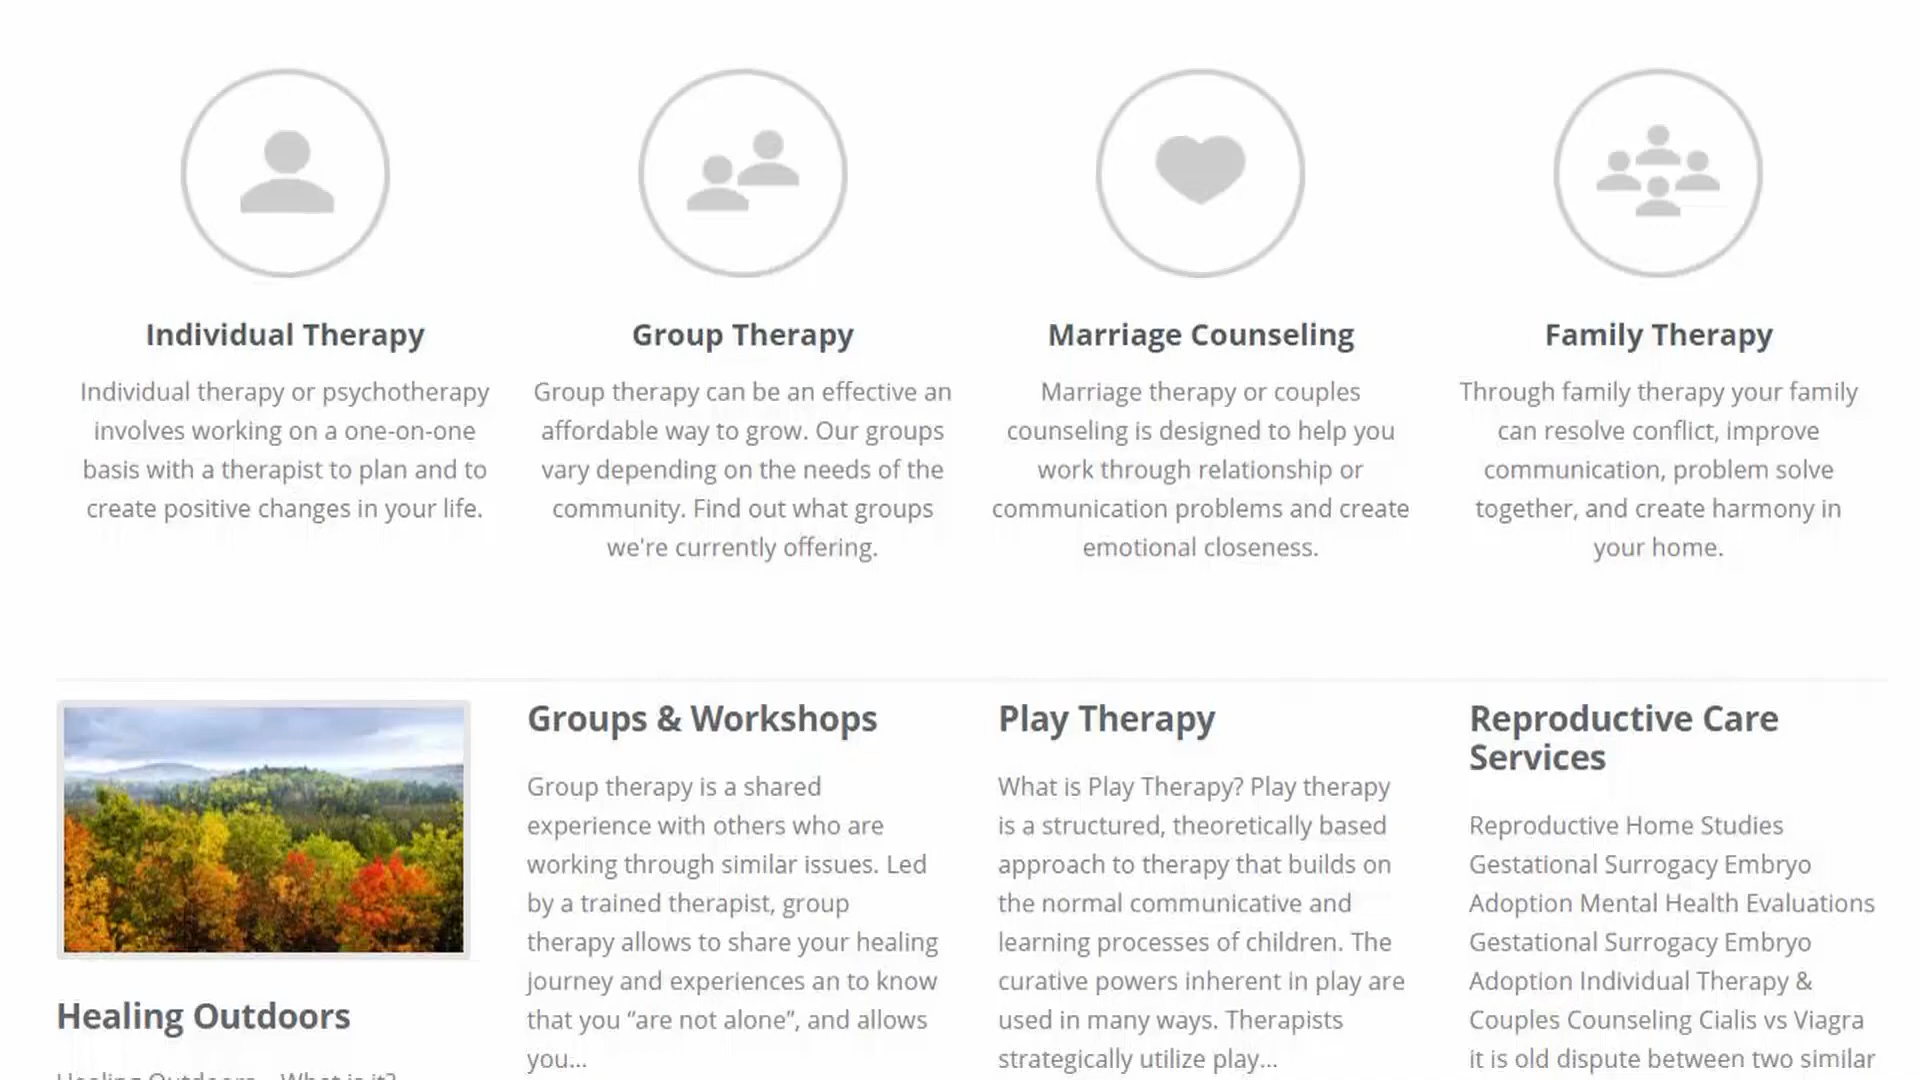 Individual Therapy
Individual therapy or psychotherapy
involves working on a one-on-one
basis with a therapist to plan and to
create positive changes in your life.
Group Therapy
Group therapy can be an effective an
affordable way to grow. Our groups
vary depending on the needs of the
community. Find out what groups
we're currently offering.
Marriage Counseling
Marriage therapy or couples
counseling is designed to help you
work through relationship or
communication problems and create
emotional closeness.
Family Therapy
Through family therapy your family
can resolve conflict, improve
communication, problem solve
together, and create harmony in
your home.
Healing Outdoors
Healing Outdoors – What is it?
Groups & Workshops
Group therapy is a shared
experience with others who are
working through similar issues. Led
by a trained therapist, group
therapy allows to share your healing
journey and experiences an to know
that you “are not alone”, and allows
you...
Play Therapy
What is Play Therapy? Play therapy
is a structured, theoretically based
approach to therapy that builds on
the normal communicative and
learning processes of children. The
curative powers inherent in play are
used in many ways. Therapists
strategically utilize play...
Reproductive Care
Services
Reproductive Home Studies
Gestational Surrogacy Embryo
Adoption Mental Health Evaluations
Gestational Surrogacy Embryo
Adoption Individual Therapy &
Couples Counseling Cialis vs Viagra
it is old dispute between two similar